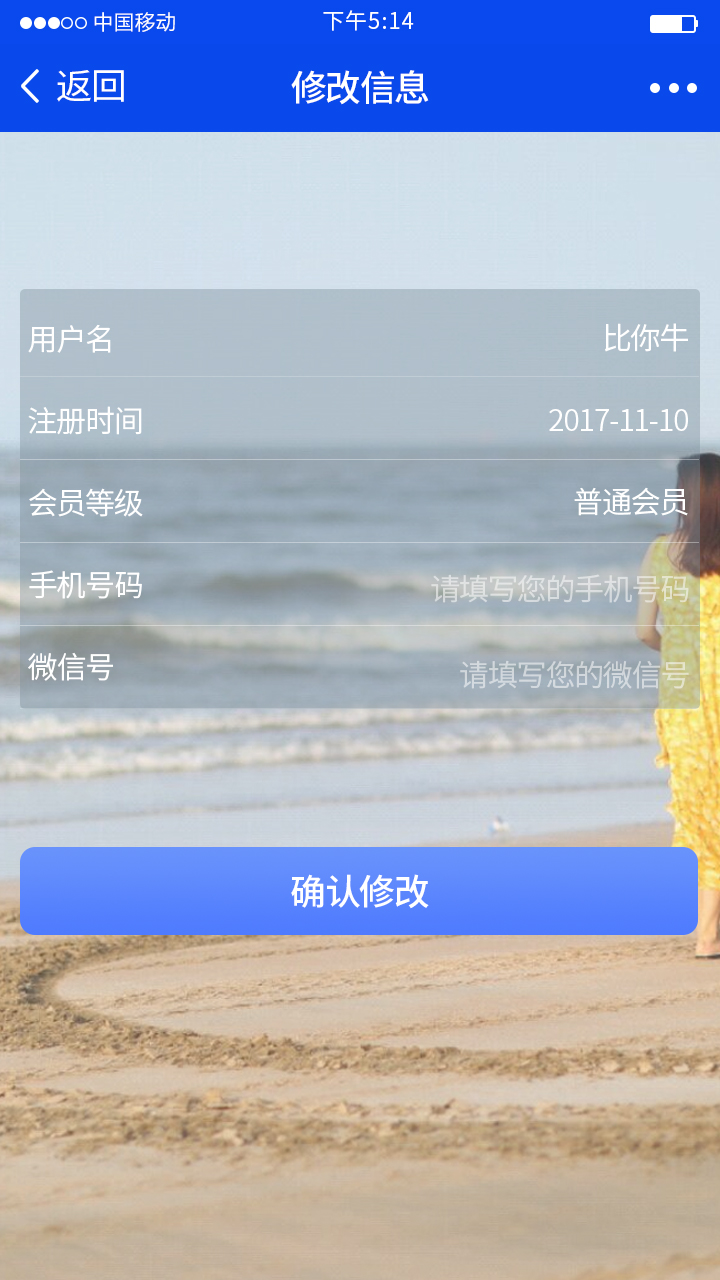 中国移动 下午5:14
返回 修改信息
用户名 比你牛
注册时间 2017-11-10
会员等级 普通会员
手机号码 请填写您的手机号码
微信号 请填写您的微信号
确认修改